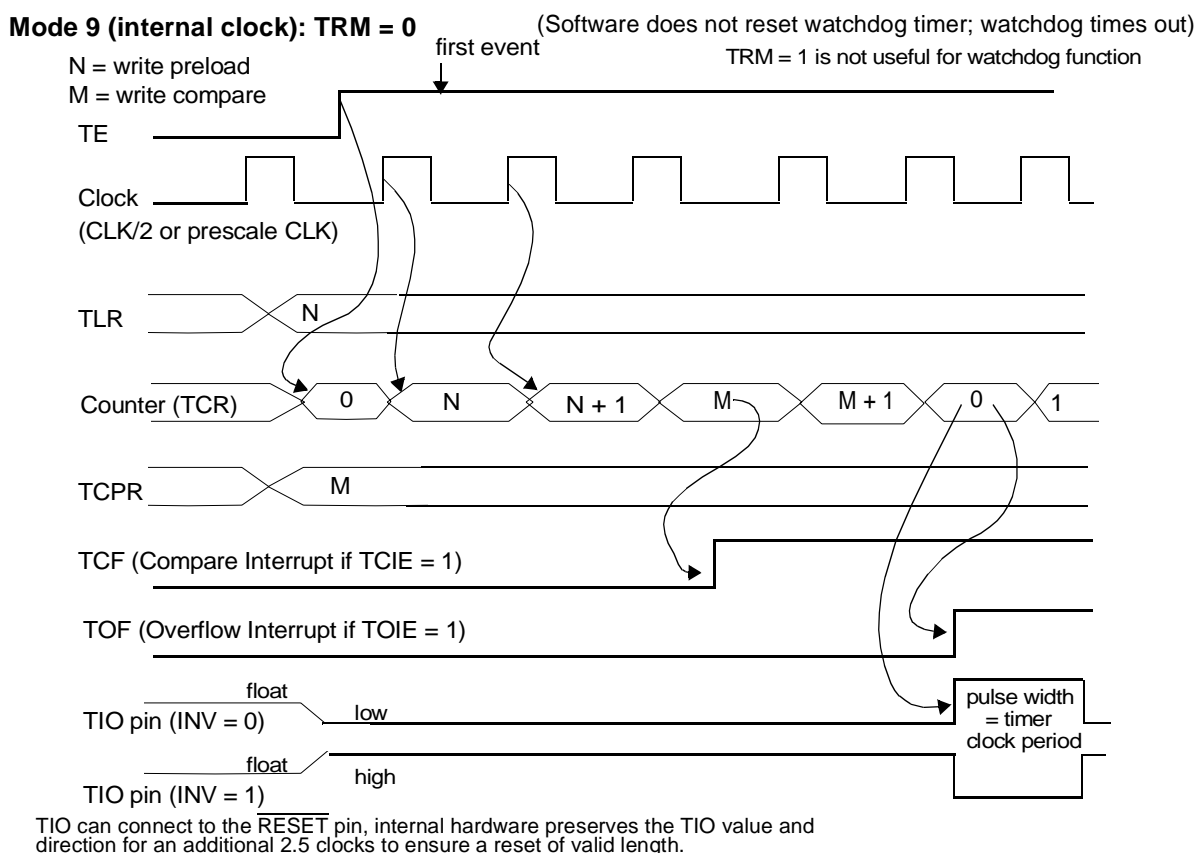 Mode 9 (internal clock): TRM = 0
(Software does not reset watchdog timer; watchdog times out)
first event
TRM = 1 is not useful for watchdog function
N = write preload
M = write compare
TE
Clock
(CLK/2 or prescale CLK)
TLR
N
Counter (TCR)
0
N
N + 1
M
M + 1
0
1
TCPR
M
TCF (Compare Interrupt if TCIE = 1)
TOF (Overflow Interrupt if TOIE = 1)
float
TIO pin (INV = 0)
low
pulse width
= timer
clock period
float
TIO pin (INV = 1)
high
TIO can connect to the RESET pin, internal hardware preserves the TIO value and
direction for an additional 2.5 clocks to ensure a reset of valid length.